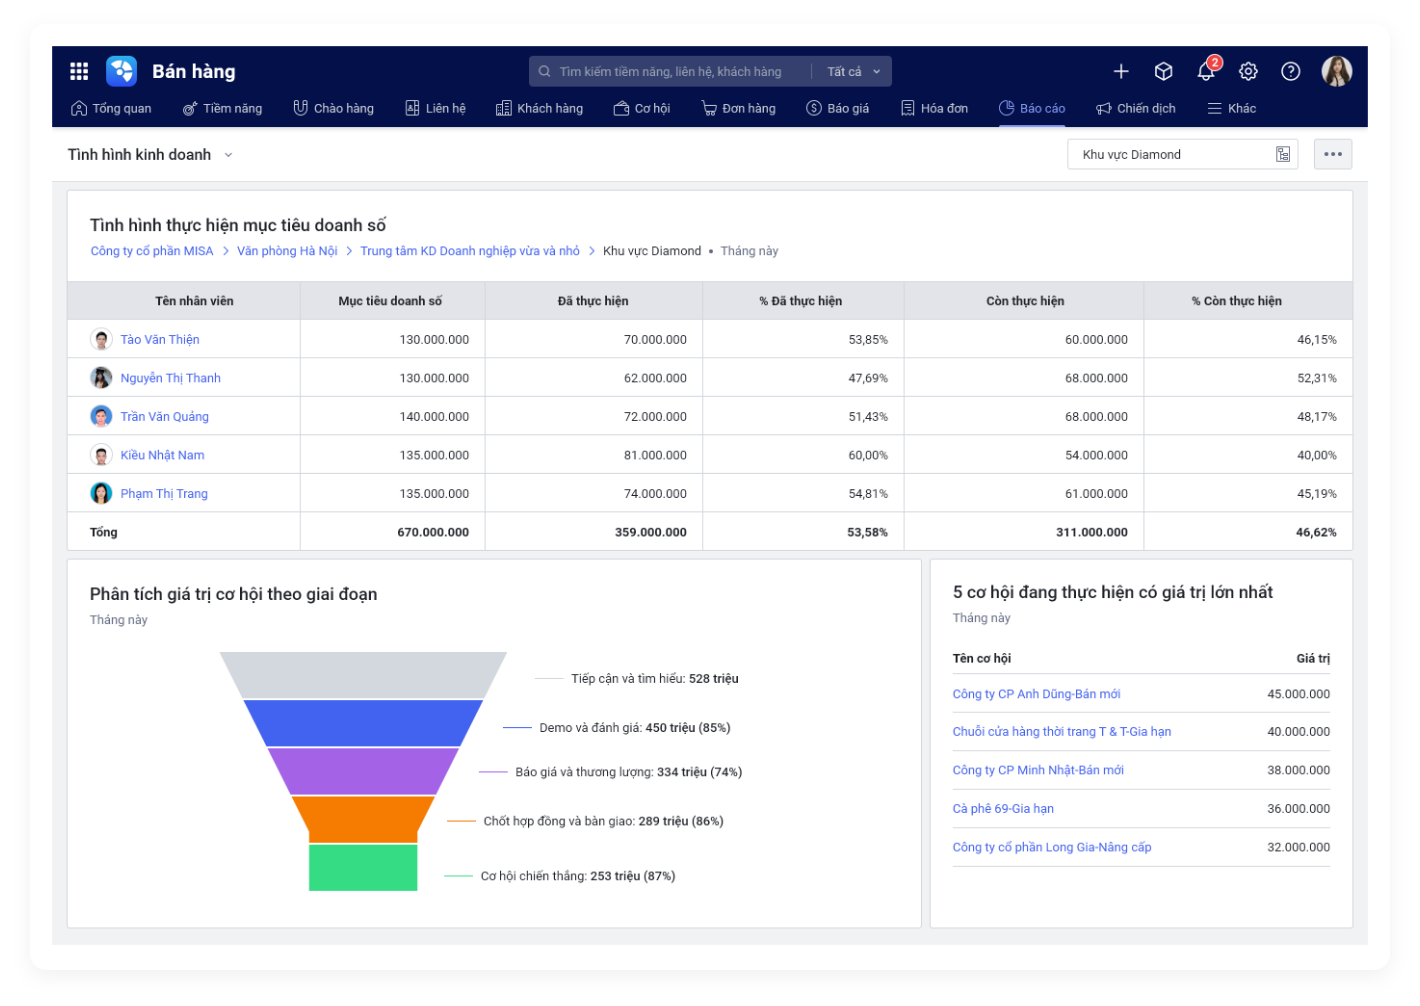 Bán hàng
Tìm kiếm tiềm năng, liên hệ, khách hàng Tất cả
2
Tổng quan Tiềm năng Chào hàng Liên hệ Khách hàng Cơ hội Đơn hàng Báo giá Hóa đơn Báo cáo Chiến dịch Khác
Tình hình kinh doanh
Khu vực Diamond
Tình hình thực hiện mục tiêu doanh số
Công ty cổ phần MISA > Văn phòng Hà Nội > Trung tâm KD Doanh nghiệp vừa và nhỏ > Khu vực Diamond • Tháng này
Tên nhân viên Mục tiêu doanh số Đã thực hiện % Đã thực hiện Còn thực hiện % Còn thực hiện
Tào Văn Thiện 130.000.000 70.000.000 53,85% 60.000.000 46,15%
Nguyễn Thị Thanh 130.000.000 62.000.000 47,69% 68.000.000 52,31%
Trần Văn Quảng 140.000.000 72.000.000 51,43% 68.000.000 48,17%
Kiều Nhật Nam 135.000.000 81.000.000 60,00% 54.000.000 40,00%
Phạm Thị Trang 135.000.000 74.000.000 54,81% 61.000.000 45,19%
Tổng 670.000.000 359.000.000 53,58% 311.000.000 46,62%
Phân tích giá trị cơ hội theo giai đoạn
Tháng này
Tiếp cận và tìm hiểu: 528 triệu
Demo và đánh giá: 450 triệu (85%)
Báo giá và thương lượng: 334 triệu (74%)
Chốt hợp đồng và bàn giao: 289 triệu (86%)
Cơ hội chiến thắng: 253 triệu (87%)
5 cơ hội đang thực hiện có giá trị lớn nhất
Tháng này
Tên cơ hội Giá trị
Công ty CP Anh Dũng-Bán mới 45.000.000
Chuỗi cửa hàng thời trang T & T-Gia hạn 40.000.000
Công ty CP Minh Nhật-Bán mới 38.000.000
Cà phê 69-Gia hạn 36.000.000
Công ty cổ phần Long Gia-Nâng cấp 32.000.000